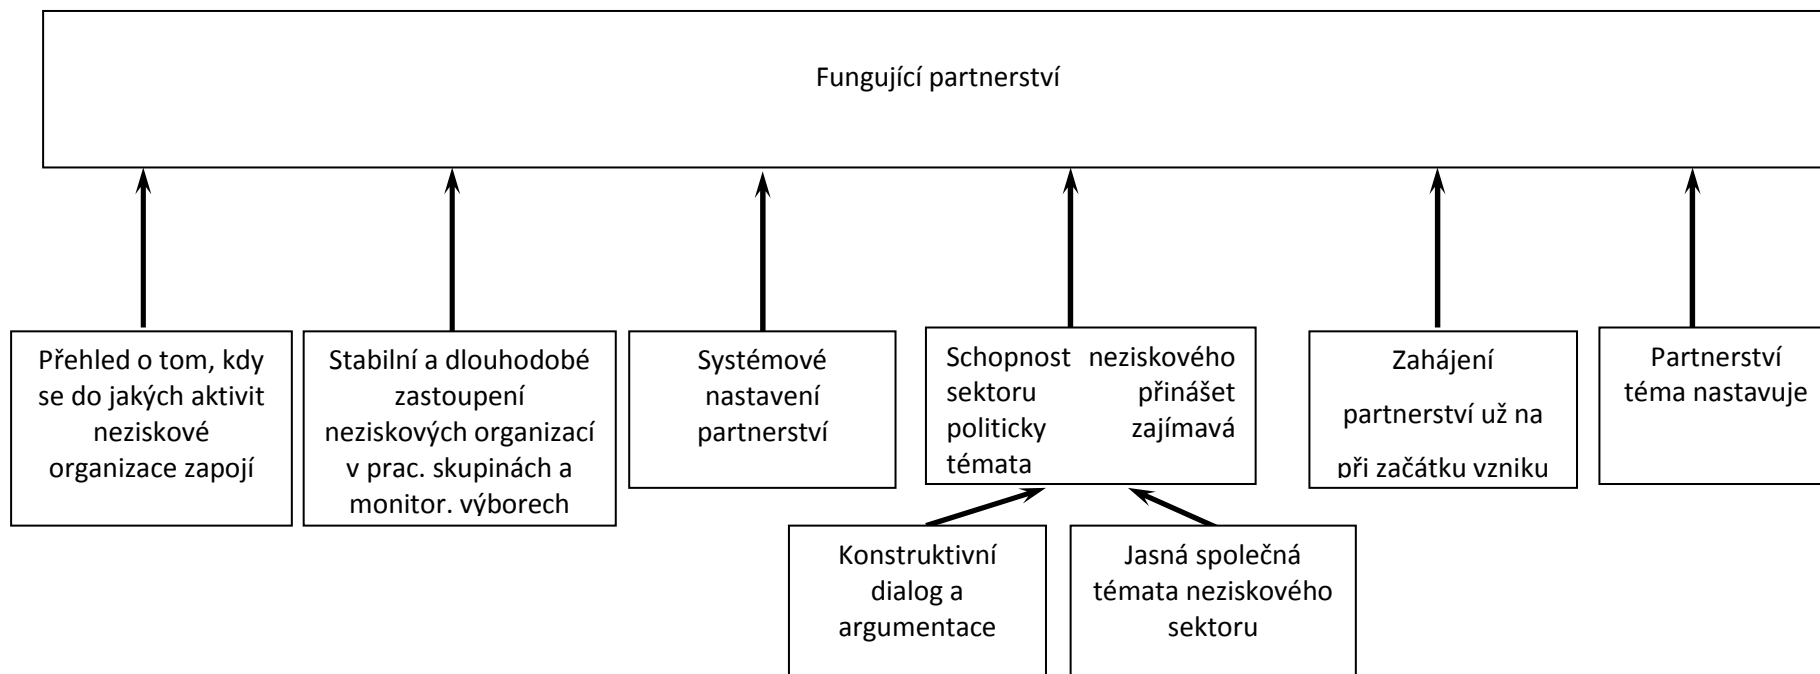 Fungující partnerství
Přehled o tom, kdy
se do jakých aktivit
neziskové
organizace zapojí
Stabilní a dlouhodobé
zastoupení
neziskových organizací
v prac. skupinách a
monitor. výborech
Systémové
nastavení
partnerství
Schopnost neziskového
sektoru přinášet
politicky zajímavá
témata
Zahájení
partnerství už na
při začátku vzniku
Partnerství
téma nastavuje
Konstruktivní
dialog a
argumentace
Jasná společná
témata neziskového
sektoru